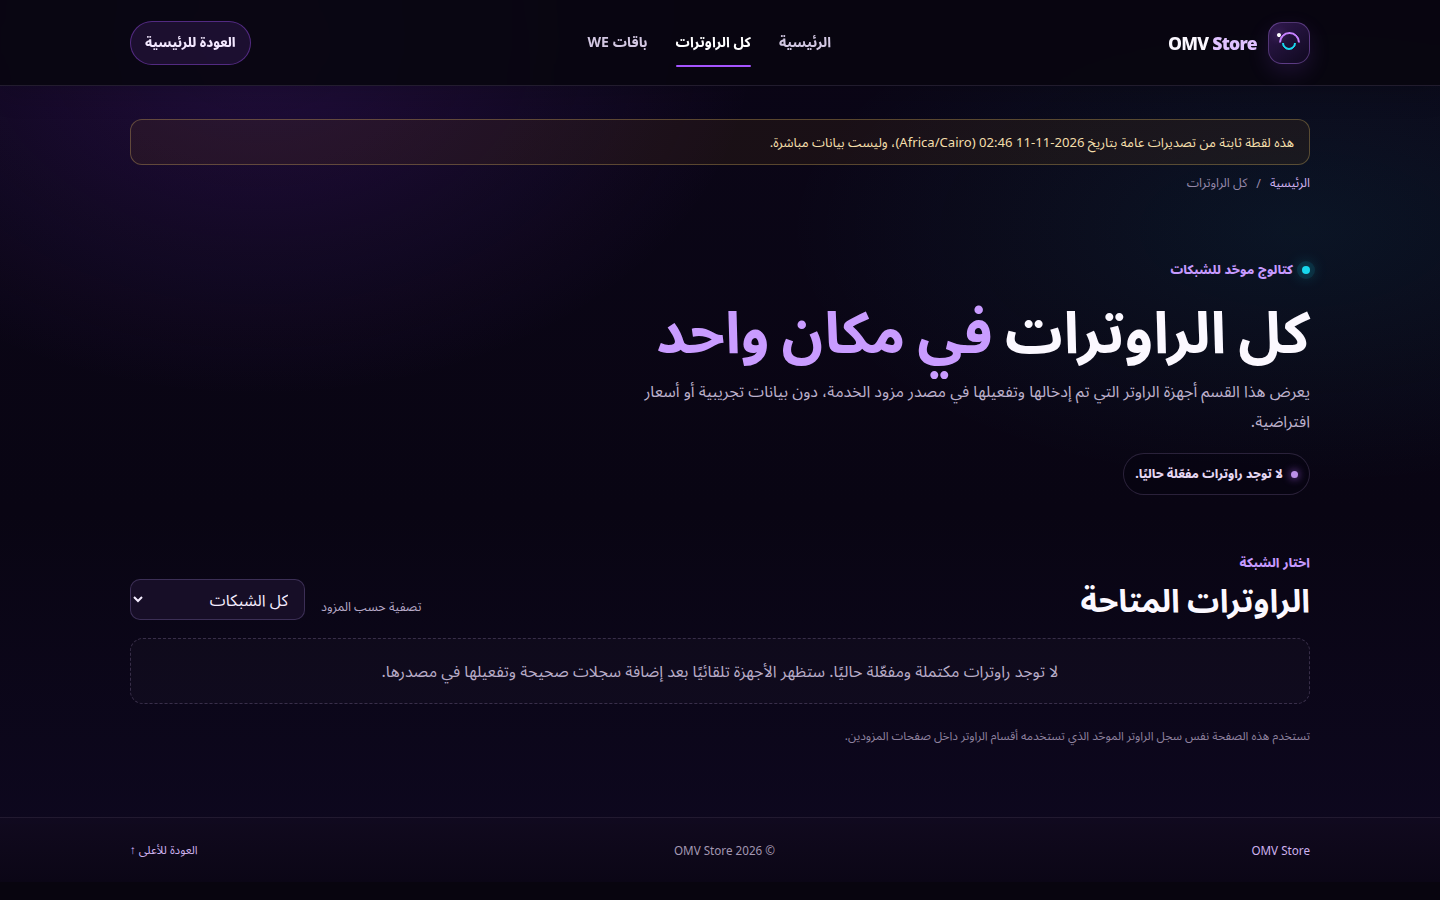 OMV Store
الرئيسية
كل الراوترات
باقات WE
العودة للرئيسية
هذه لقطة ثابتة من تصديرات عامة بتاريخ 2026-11-11 02:46 (Africa/Cairo)، وليست بيانات مباشرة.
الرئيسية / كل الراوترات
كتالوج موحّد للشبكات
كل الراوترات في مكان واحد
يعرض هذا القسم أجهزة الراوتر التي تم إدخالها وتفعيلها في مصدر مزود الخدمة، دون بيانات تجريبية أو أسعار
افتراضية.
لا توجد راوترات مفعّلة حاليًا.
اختار الشبكة
الراوترات المتاحة
تصفية حسب المزود
كل الشبكات
لا توجد راوترات مكتملة ومفعّلة حاليًا. ستظهر الأجهزة تلقائيًا بعد إضافة سجلات صحيحة وتفعيلها في مصدرها.
تستخدم هذه الصفحة نفس سجل الراوتر الموحّد الذي تستخدمه أقسام الراوتر داخل صفحات المزودين.
OMV Store
© 2026 OMV Store
العودة للأعلى ↑